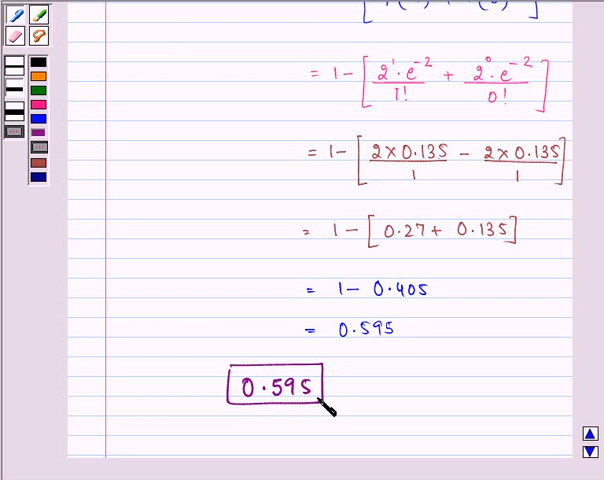 = 1 - [ 2¹·e⁻² / 1! + 2⁰·e⁻² / 0! ]
= 1 - [ 2×0.135 / 1 - 2×0.135 / 1 ]
= 1 - [ 0.27 + 0.135 ]
= 1 - 0.405
= 0.595
0.595